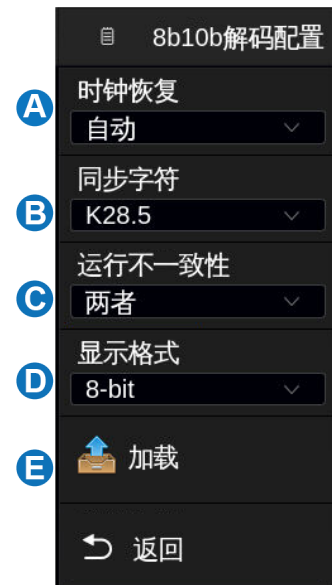 8b10b解码配置
A
时钟恢复
自动
B
同步字符
K28.5
C
运行不一致性
两者
D
显示格式
8-bit
E
加载
返回